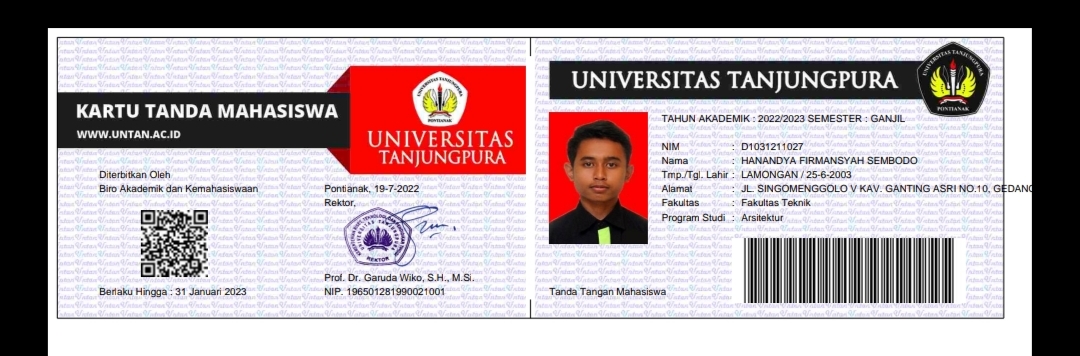 KARTU TANDA MAHASISWA
WWW.UNTAN.AC.ID
UNIVERSITAS TANJUNGPURA
PONTIANAK
UNIVERSITAS
TANJUNGPURA
Diterbitkan Oleh
Biro Akademik dan Kemahasiswaan
Pontianak, 19-7-2022
Rektor,
REKTOR
Prof. Dr. Garuda Wiko, S.H., M.Si.
NIP. 196501281990021001
Berlaku Hingga : 31 Januari 2023
UNIVERSITAS TANJUNGPURA
UNIVERSITAS TANJUNGPURA
PONTIANAK
TAHUN AKADEMIK : 2022/2023 SEMESTER : GANJIL
NIM : D1031211027
Nama : HANANDYA FIRMANSYAH SEMBODO
Tmp./Tgl. Lahir : LAMONGAN / 25-6-2003
Alamat : JL. SINGOMENGGOLO V KAV. GANTING ASRI NO.10, GEDANG
Fakultas : Fakultas Teknik
Program Studi : Arsitektur
Tanda Tangan Mahasiswa